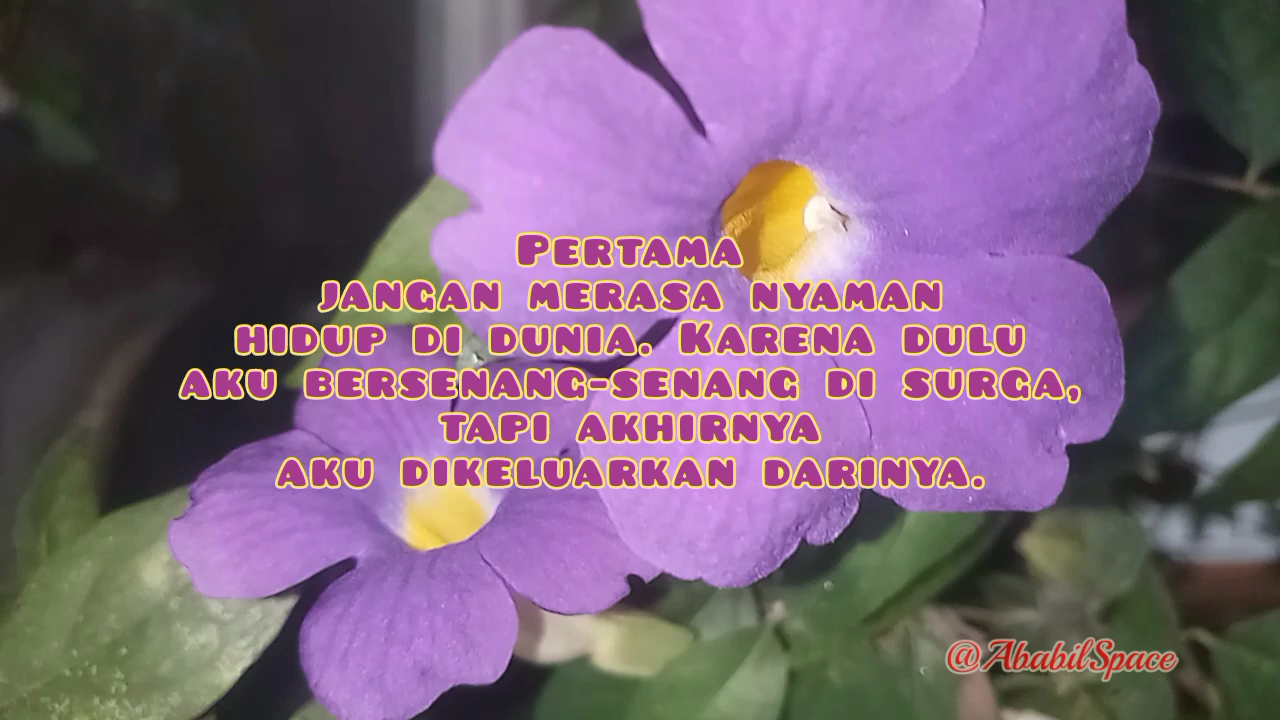 Pertama
jangan merasa nyaman
hidup di dunia. Karena dulu
aku bersenang-senang di surga,
tapi akhirnya
aku dikeluarkan darinya.
@AbabilSpace